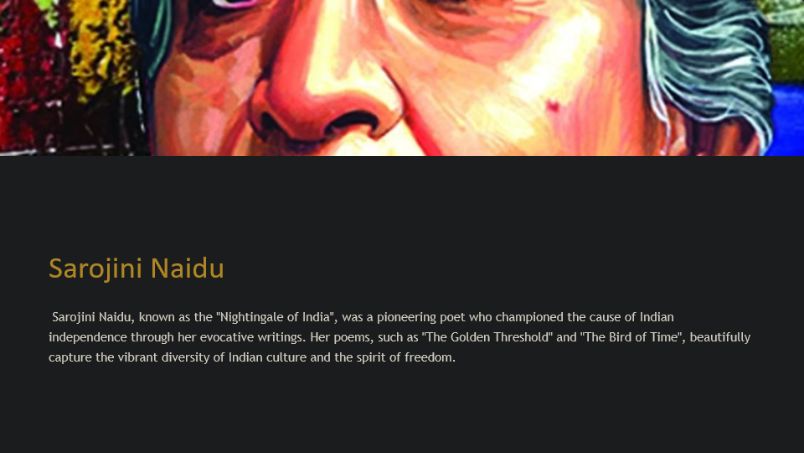 Sarojini Naidu
Sarojini Naidu, known as the "Nightingale of India", was a pioneering poet who championed the cause of Indian
independence through her evocative writings. Her poems, such as "The Golden Threshold" and "The Bird of Time", beautifully
capture the vibrant diversity of Indian culture and the spirit of freedom.